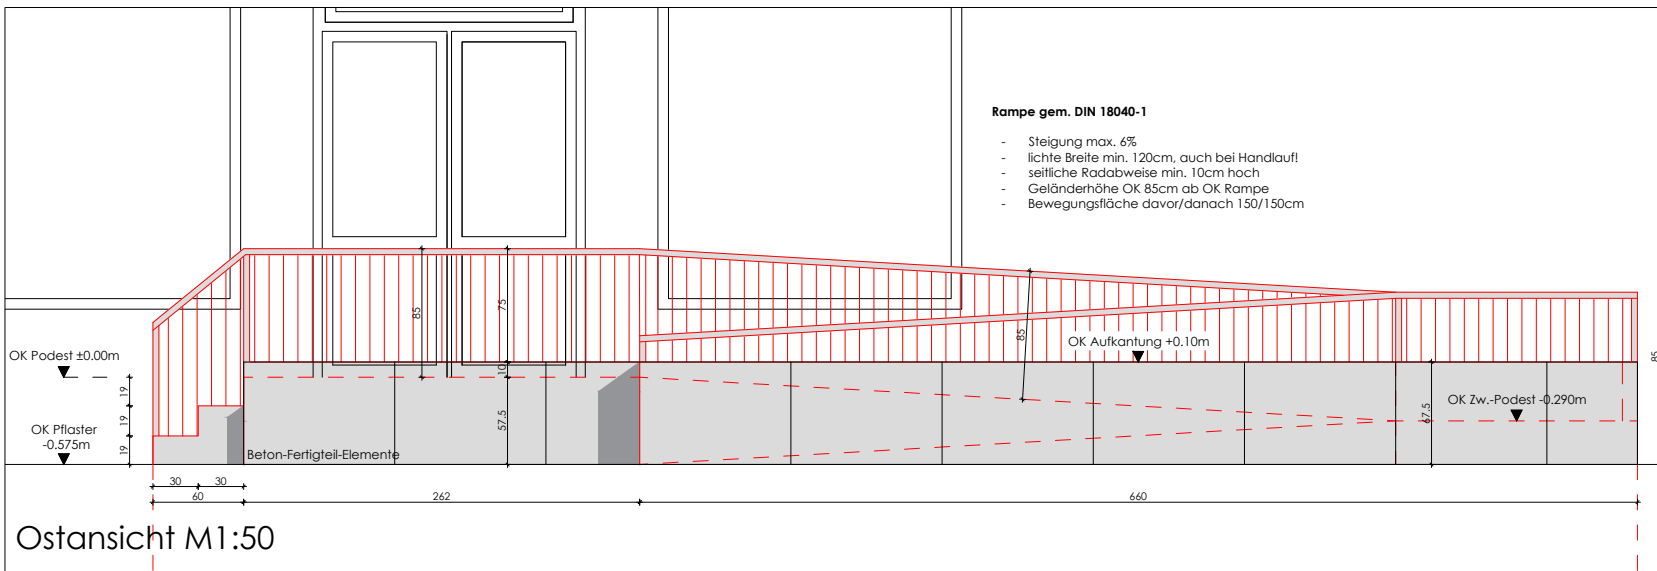 Rampe gem. DIN 18040-1
- Steigung max. 6%
- lichte Breite min. 120cm, auch bei Handlauf!
- seitliche Radabweise min. 10cm hoch
- Geländerhöhe OK 85cm ab OK Rampe
- Bewegungsfläche davor/danach 150/150cm
85
75
85
OK Aufkantung +0.10m
85
OK Podest ±0.00m
10
19
OK Zw.-Podest -0.290m
19
57.5
67.5
OK Pflaster
-0.575m
19
Beton-Fertigteil-Elemente
30
30
60
262
660
Ostansicht M1:50